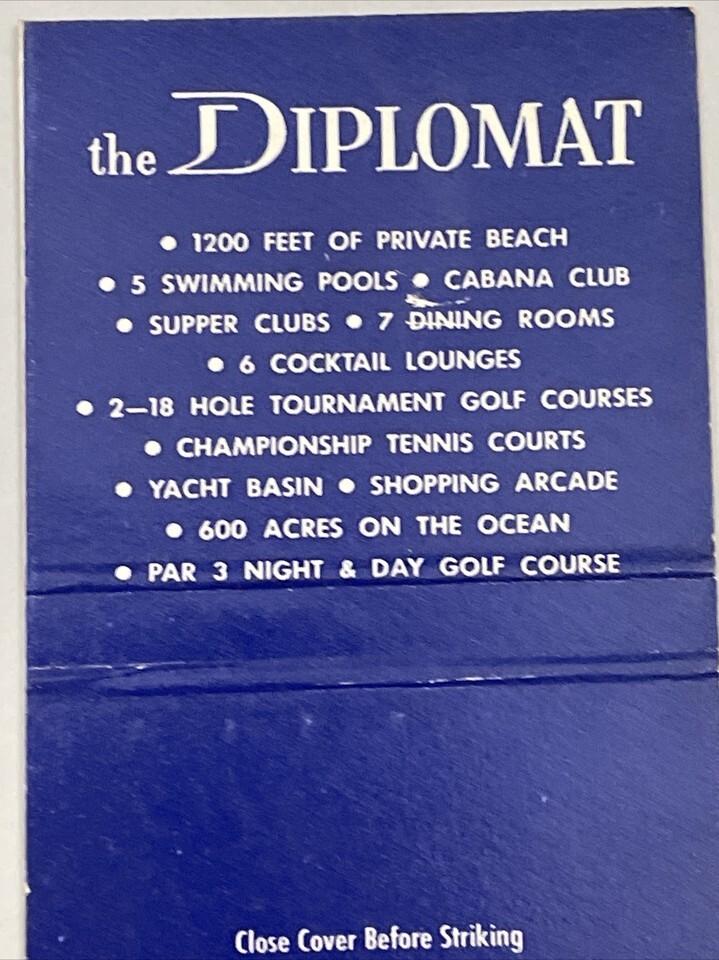 the DIPLOMAT
• 1200 FEET OF PRIVATE BEACH
• 5 SWIMMING POOLS • CABANA CLUB
• SUPPER CLUBS • 7 DINING ROOMS
• 6 COCKTAIL LOUNGES
• 2—18 HOLE TOURNAMENT GOLF COURSES
• CHAMPIONSHIP TENNIS COURTS
• YACHT BASIN • SHOPPING ARCADE
• 600 ACRES ON THE OCEAN
• PAR 3 NIGHT & DAY GOLF COURSE
Close Cover Before Striking